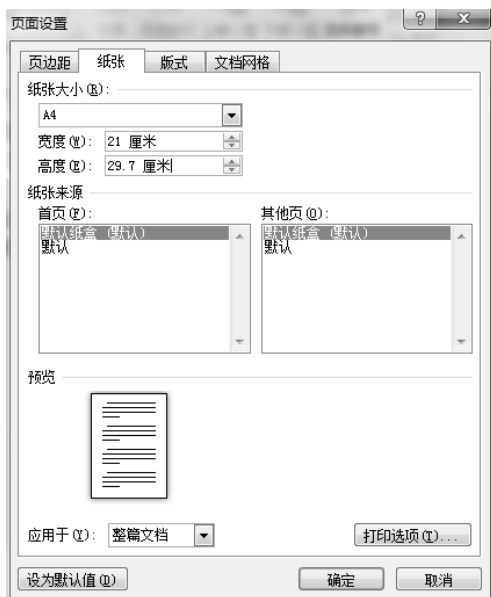 页面设置
页边距 纸张 版式 文档网格
纸张大小(R):
A4
宽度(W): 21 厘米
高度(E): 29.7 厘米
纸张来源
首页(F): 其他页(O):
默认纸盒 (默认) 默认纸盒 (默认)
默认 默认
预览
应用于(Y): 整篇文档 打印选项(T)...
设为默认值(D) 确定 取消